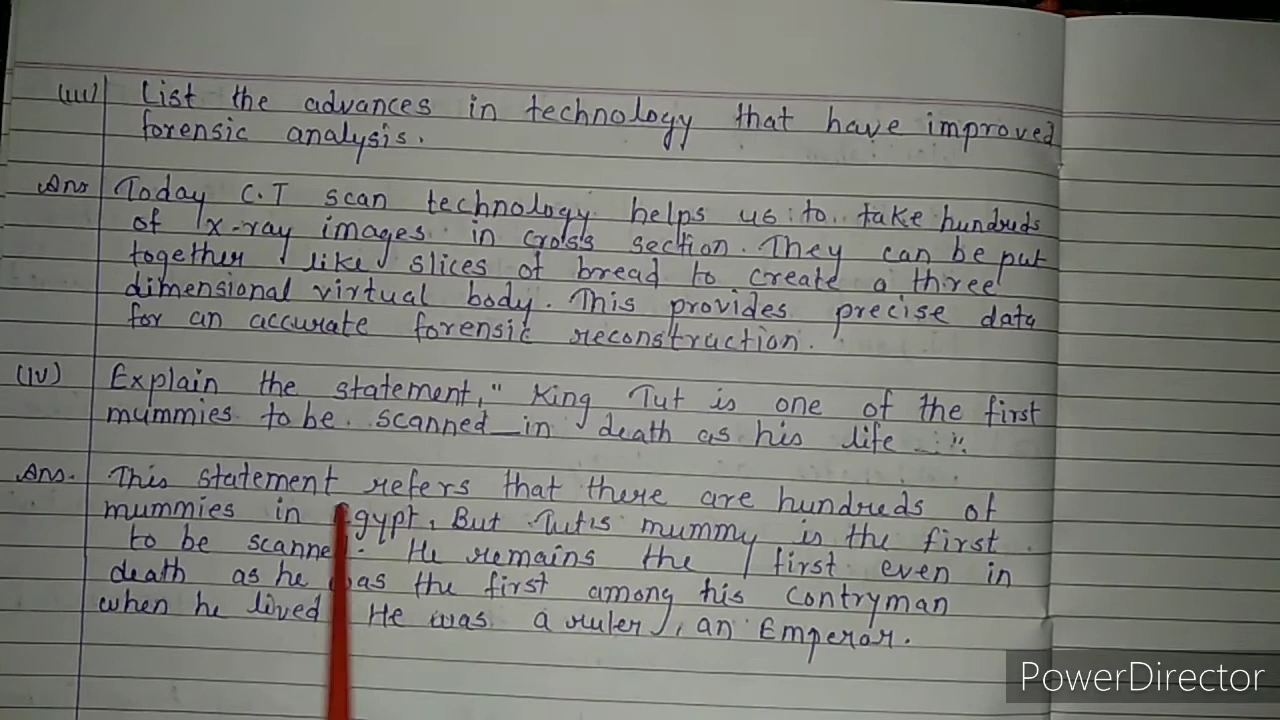 (iii) List the advances in technology that have improved
forensic analysis.
Ans Today C.T scan technology helps us to take hundreds
of x-ray images in cross section. They can be put
together like slices of bread to create a three
dimensional virtual body. This provides precise data
for an accurate forensic reconstruction.
(iv) Explain the statement, " King Tut is one of the first
mummies to be scanned in death as his life ...".
Ans. This statement refers that there are hundreds of
mummies in Egypt, But Tut's mummy is the first
to be scanned. He remains the first even in
death as he was the first among his contryman
when he lived He was a ruler, an Emperor.
PowerDirector